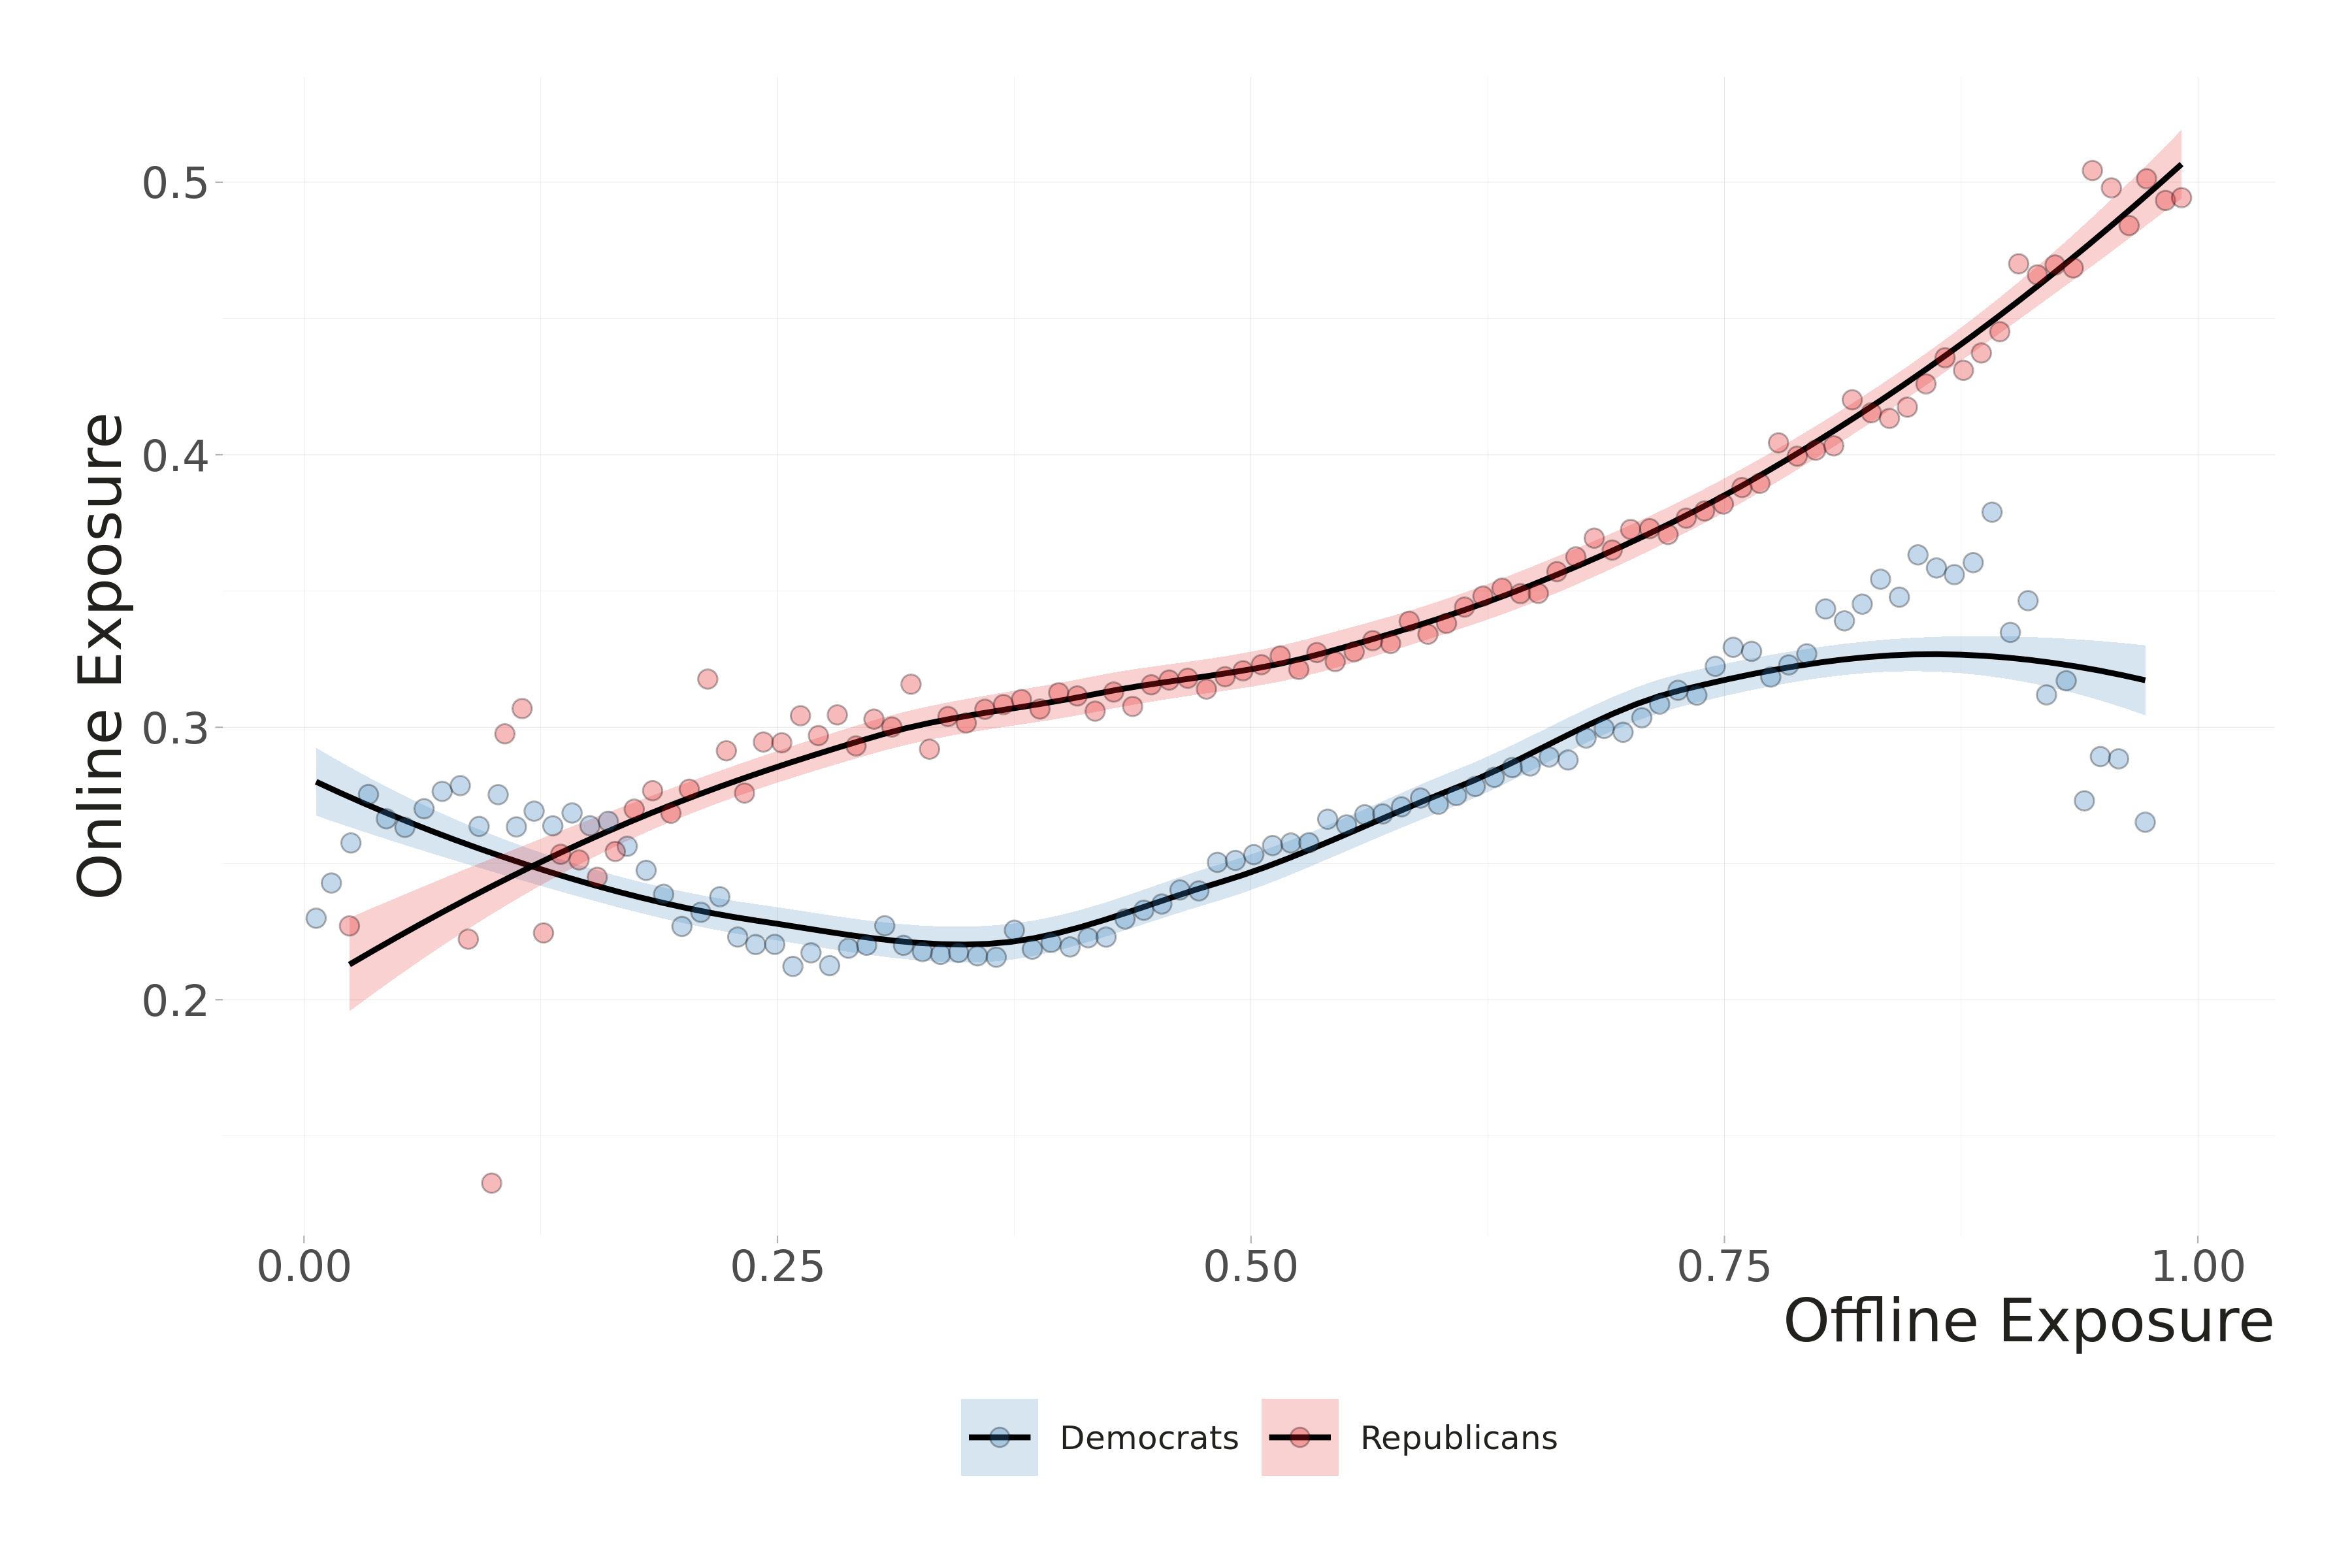 Online Exposure
0.5
0.4
0.3
0.2
0.00 0.25 0.50 0.75 1.00
Offline Exposure
Democrats Republicans